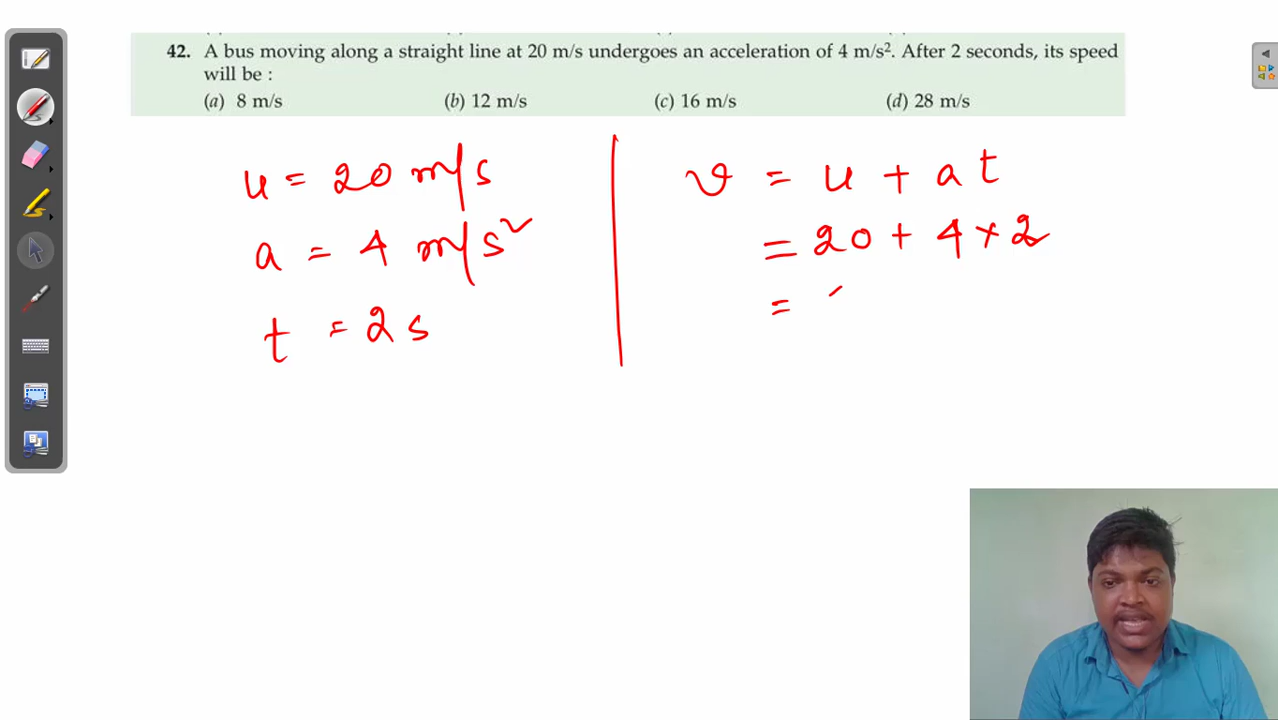 42. A bus moving along a straight line at 20 m/s undergoes an acceleration of 4 m/s². After 2 seconds, its speed
will be :
(a) 8 m/s (b) 12 m/s (c) 16 m/s (d) 28 m/s
u = 20 m/s
a = 4 m/s²
t = 2 s
v = u + a t
= 20 + 4 × 2
=